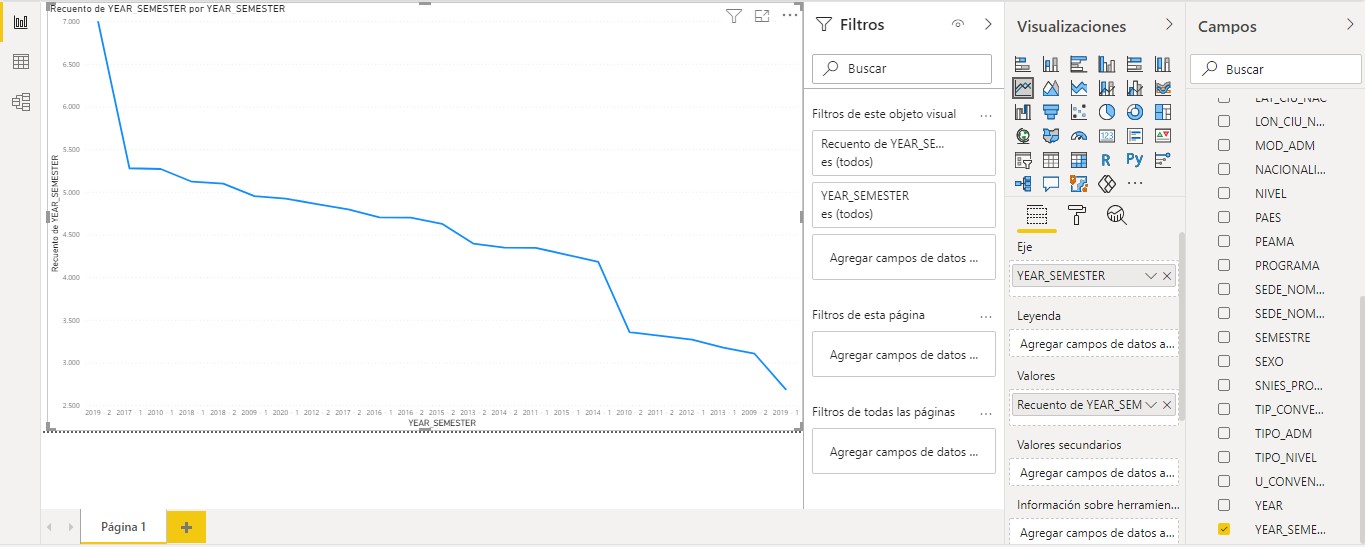 Recuento de YEAR_SEMESTER por YEAR_SEMESTER
7.000
6.500
6.000
5.500
5.000
4.500
4.000
3.500
3.000
2.500
Recuento de YEAR_SEMESTER
2019 2 2017 1 2010 1 2018 1 2018 2 2009 1 2020 1 2012 2 2017 2 2016 1 2016 2 2015 2 2013 2 2014 2 2011 1 2015 1 2014 1 2010 2 2011 2 2012 1 2013 1 2009 2 2019 1
YEAR_SEMESTER
Página 1
Filtros
Buscar
Filtros de este objeto visual
Recuento de YEAR_SE...
es (todos)
YEAR_SEMESTER
es (todos)
Agregar campos de datos ...
Filtros de esta página
Agregar campos de datos ...
Filtros de todas las páginas
Agregar campos de datos ...
Visualizaciones
123
R
Py
Eje
YEAR_SEMESTER
Leyenda
Agregar campos de datos a...
Valores
Recuento de YEAR_SEM
Valores secundarios
Agregar campos de datos a...
Información sobre herramien...
Agregar campos de datos a...
Campos
Buscar
LAT_CIU_NAC
LON_CIU_N...
MOD_ADM
NACIONALI...
NIVEL
PAES
PEAMA
PROGRAMA
SEDE_NOM...
SEDE_NOM...
SEMESTRE
SEXO
SNIES_PRO...
TIP_CONVE...
TIPO_ADM
TIPO_NIVEL
U_CONVEN...
YEAR
YEAR_SEME...